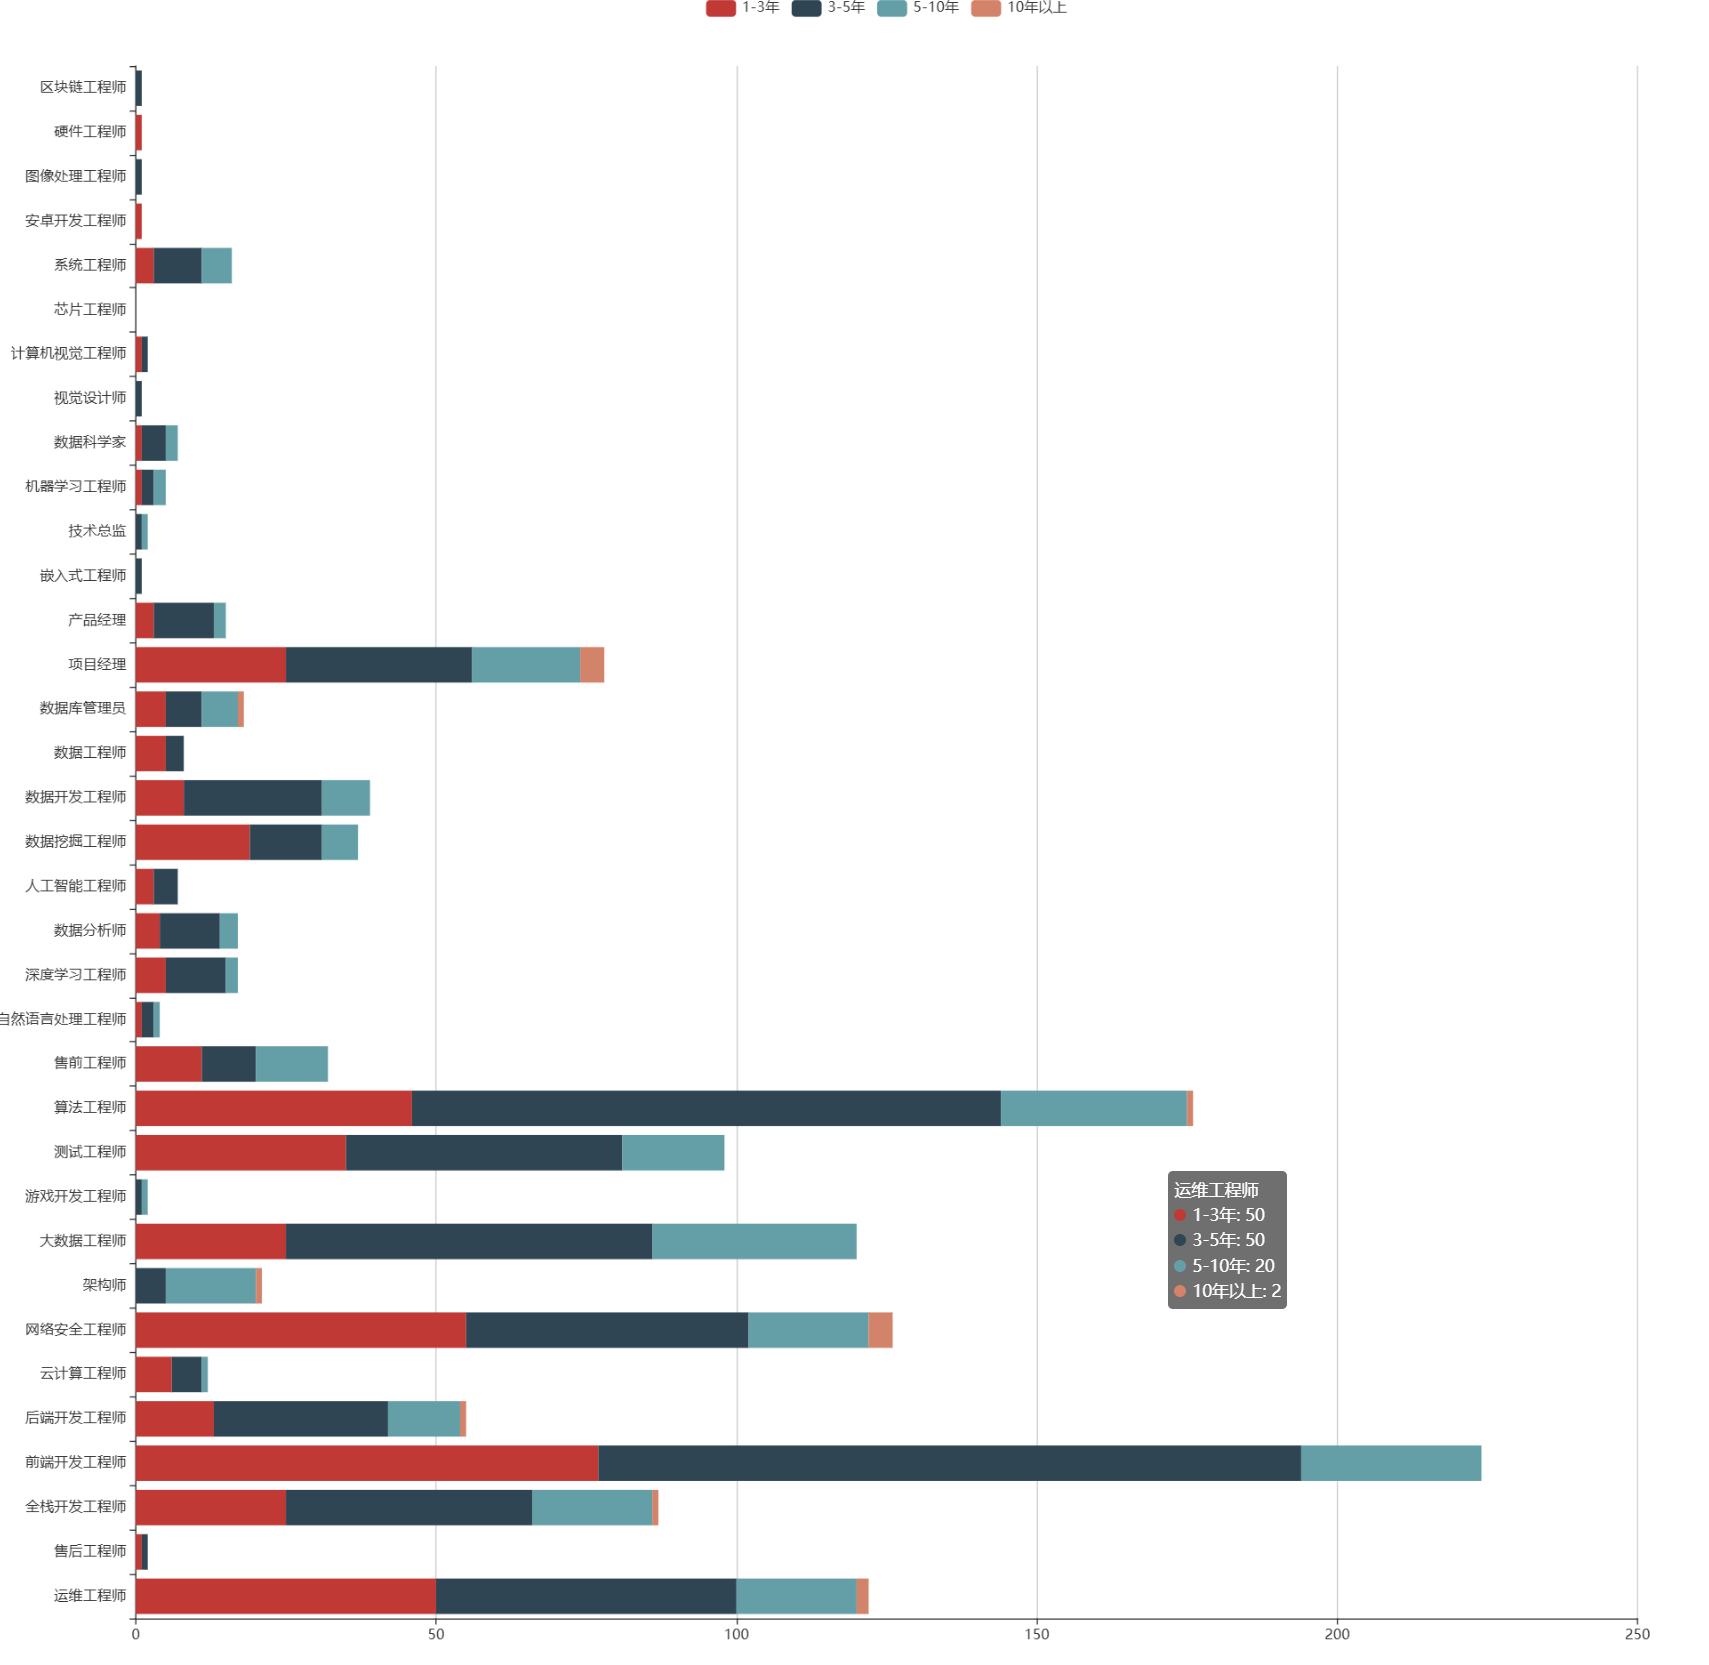 1-3年 3-5年 5-10年 10年以上
区块链工程师
硬件工程师
图像处理工程师
安卓开发工程师
系统工程师
芯片工程师
计算机视觉工程师
视觉设计师
数据科学家
机器学习工程师
技术总监
嵌入式工程师
产品经理
项目经理
数据库管理员
数据工程师
数据开发工程师
数据挖掘工程师
人工智能工程师
数据分析师
深度学习工程师
自然语言处理工程师
售前工程师
算法工程师
测试工程师
游戏开发工程师
大数据工程师
架构师
网络安全工程师
云计算工程师
后端开发工程师
前端开发工程师
全栈开发工程师
售后工程师
运维工程师
运维工程师
1-3年: 50
3-5年: 50
5-10年: 20
10年以上: 2
0 50 100 150 200 250